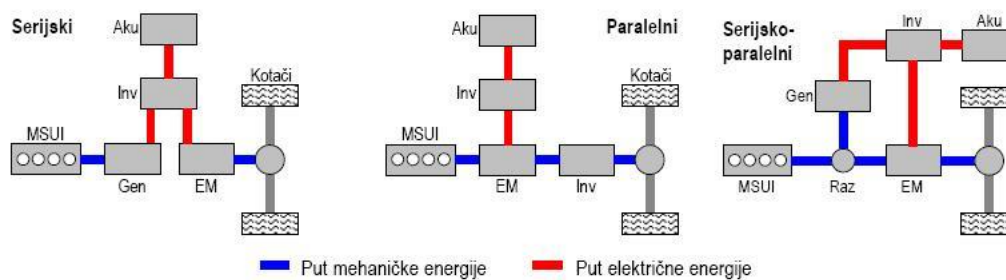 Serijski
Aku
Inv
Kotači
MSUI
Gen
EM
Paralelni
Aku
Inv
Kotači
MSUI
EM
Inv
Serijsko-
paralelni
Inv
Aku
Gen
MSUI
Raz
EM
Put mehaničke energije
Put električne energije